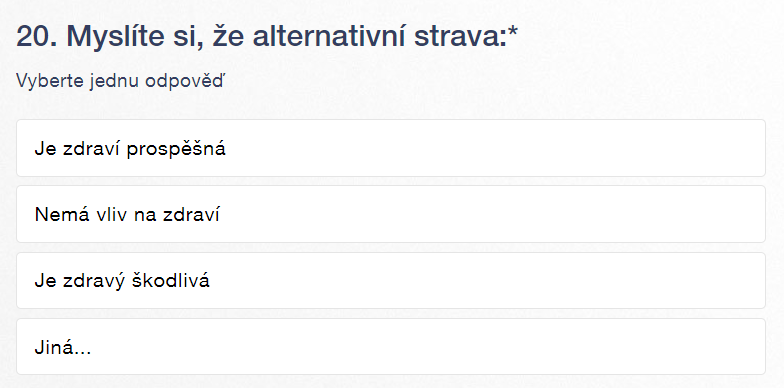 20. Myslíte si, že alternativní strava:*
Vyberte jednu odpověď
Je zdraví prospěšná
Nemá vliv na zdraví
Je zdravý škodlivá
Jiná...